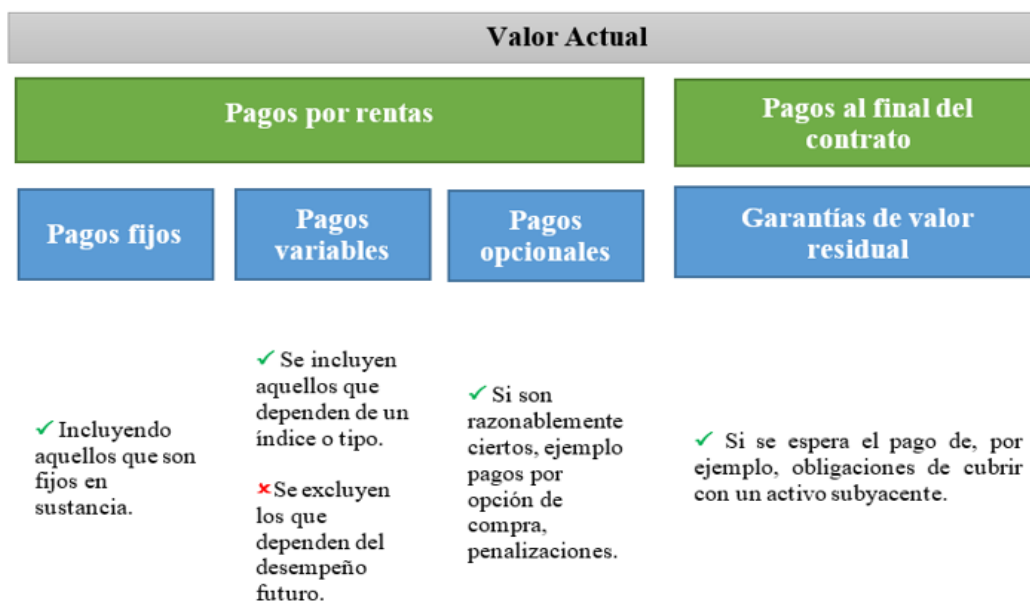 Valor Actual
Pagos por rentas
Pagos al final del
contrato
Pagos fijos
Pagos
variables
Pagos
opcionales
Garantías de valor
residual
✓ Incluyendo
aquellos que son
fijos en
sustancia.
✓ Se incluyen
aquellos que
dependen de un
índice o tipo.
×Se excluyen
los que
dependen del
desempeño
futuro.
✓ Si son
razonablemente
ciertos, ejemplo
pagos por
opción de
compra,
penalizaciones.
✓ Si se espera el pago de, por
ejemplo, obligaciones de cubrir
con un activo subyacente.